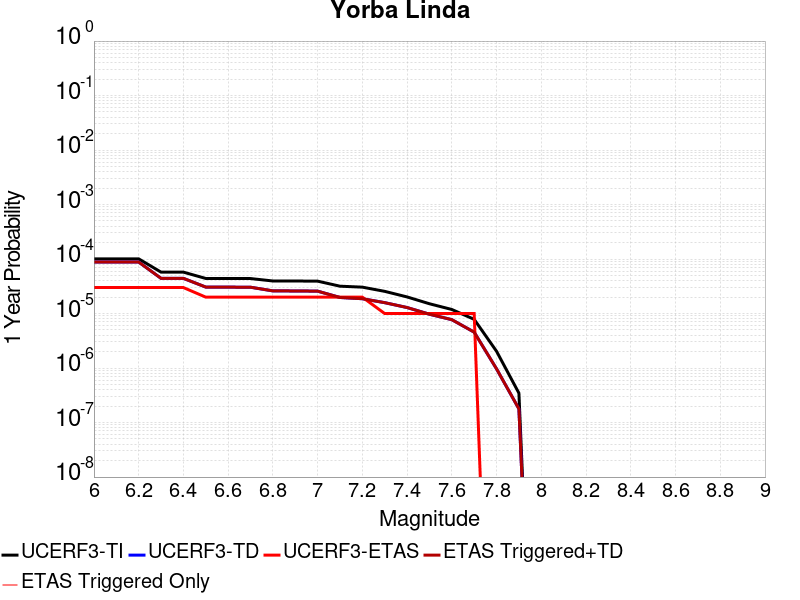 Yorba Linda
10^0
10^-1
10^-2
10^-3
10^-4
10^-5
10^-6
10^-7
10^-8
1 Year Probability
6 6.2 6.4 6.6 6.8 7 7.2 7.4 7.6 7.8 8 8.2 8.4 8.6 8.8 9
Magnitude
UCERF3-TI UCERF3-TD UCERF3-ETAS ETAS Triggered+TD
ETAS Triggered Only